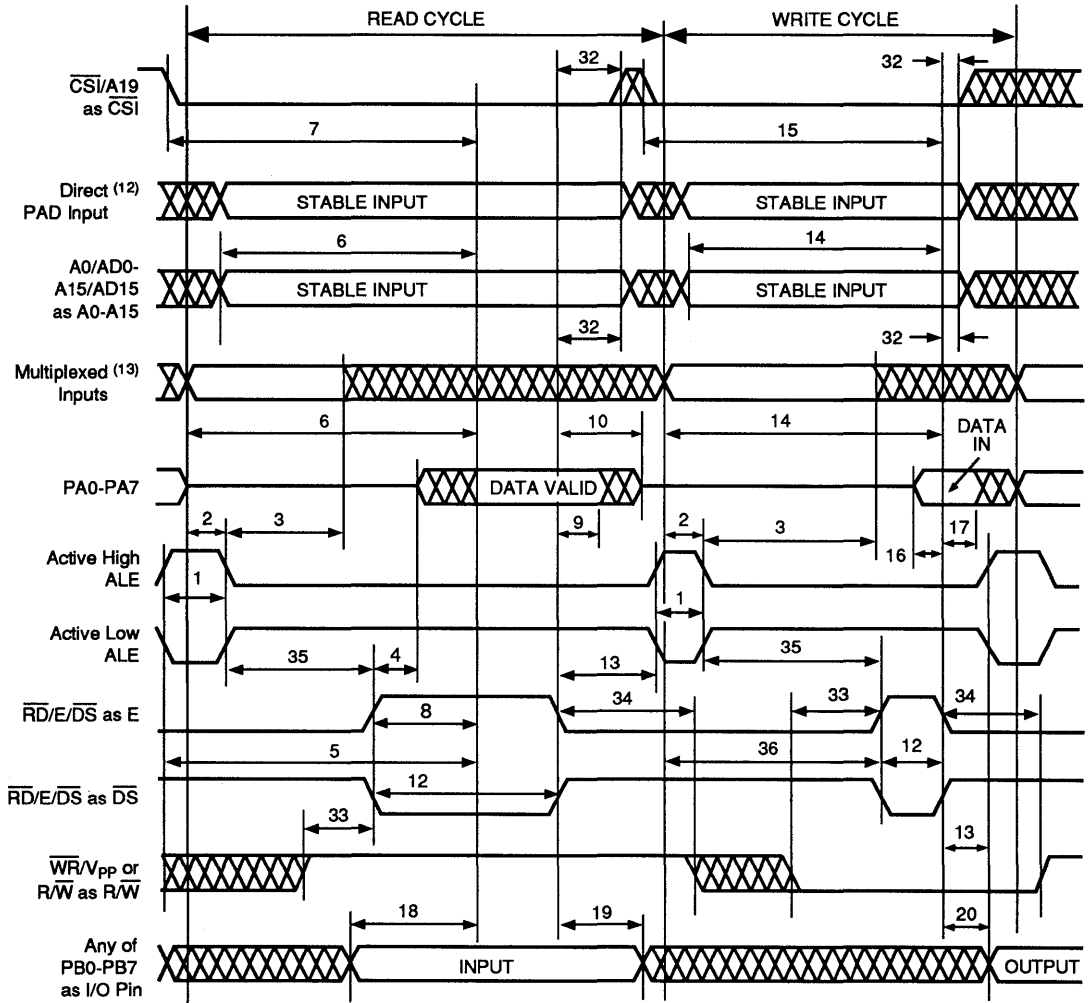 READ CYCLE WRITE CYCLE
32 32
CSI/A19
as CSI
7 15
Direct (12)
PAD Input
STABLE INPUT STABLE INPUT
6 14
A0/AD0-
A15/AD15
as A0-A15
STABLE INPUT STABLE INPUT
32 32
Multiplexed (13)
Inputs
6 10 14 DATA
IN
PA0-PA7 DATA VALID
2 3 9 2 3 16 17
Active High
ALE
1 1
Active Low
ALE
35 4 13 35
RD/E/DS as E
8 34 33 34
5 36 12
RD/E/DS as DS
12
33 13
WR/VPP or
R/W as R/W
18 19 20
Any of
PB0-PB7
as I/O Pin
INPUT OUTPUT